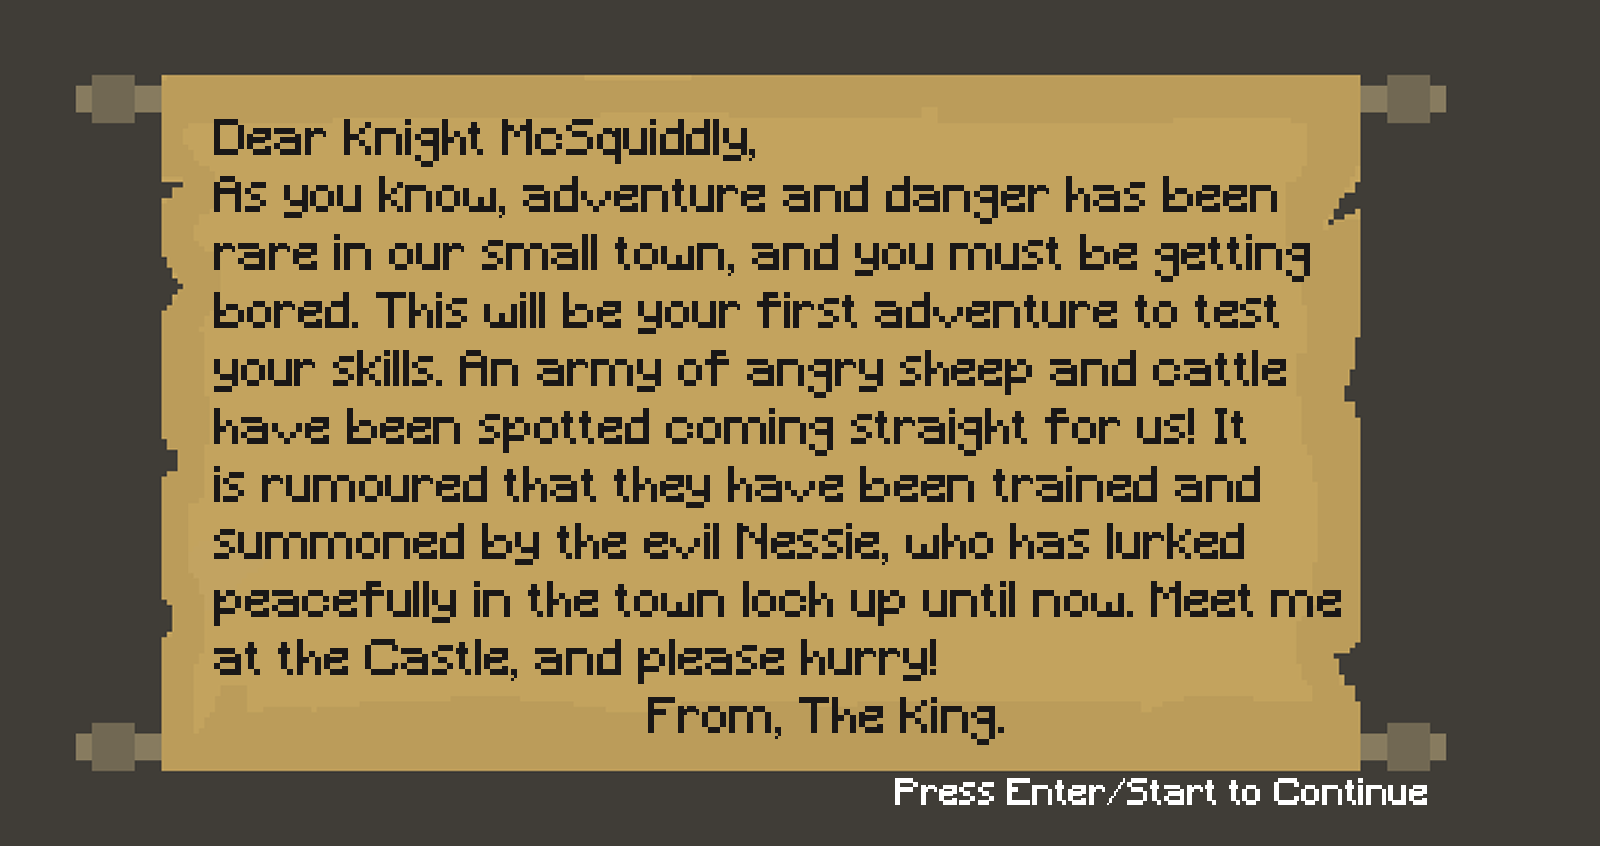 Dear Knight McSquiddly,
As you know, adventure and danger has been
rare in our small town, and you must be getting
bored. This will be your first adventure to test
your skills. An army of angry sheep and cattle
have been spotted coming straight for us! It
is rumoured that they have been trained and
summoned by the evil Nessie, who has lurked
peacefully in the town loch up until now. Meet me
at the Castle, and please hurry!
From, The King.
Press Enter/Start to Continue